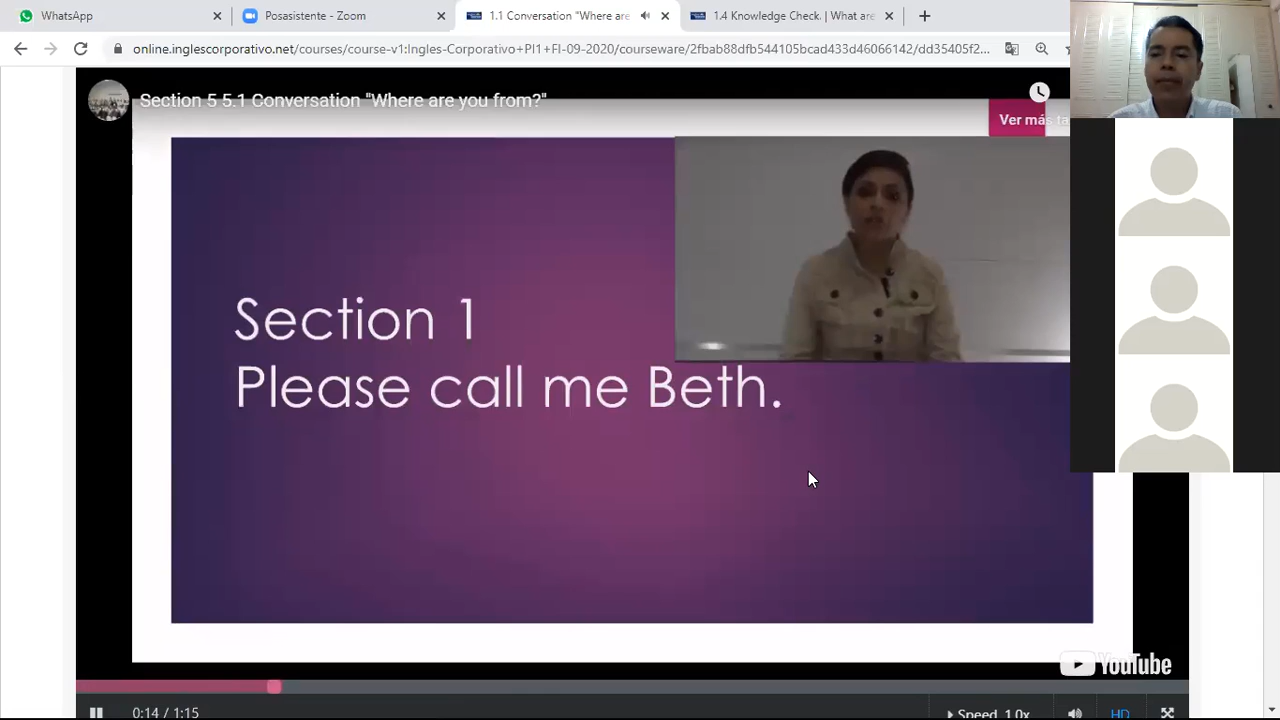 WhatsApp
Posasistente - Zoom
1.1 Conversation "Where are
1.4 Knowledge Check. | What are
online.inglescorporativo.net/courses/course-v1:Ingles-Corporativo+PI1+FI-09-2020/courseware/2fbab88db1544105bcad433d46066142/dd35405f2...
Section 5 5.1 Conversation "Where are you from?"
Ver más ta
Section 1
Please call me Beth.
YouTube
0:14 / 1:15
Speed 1.0x
HD